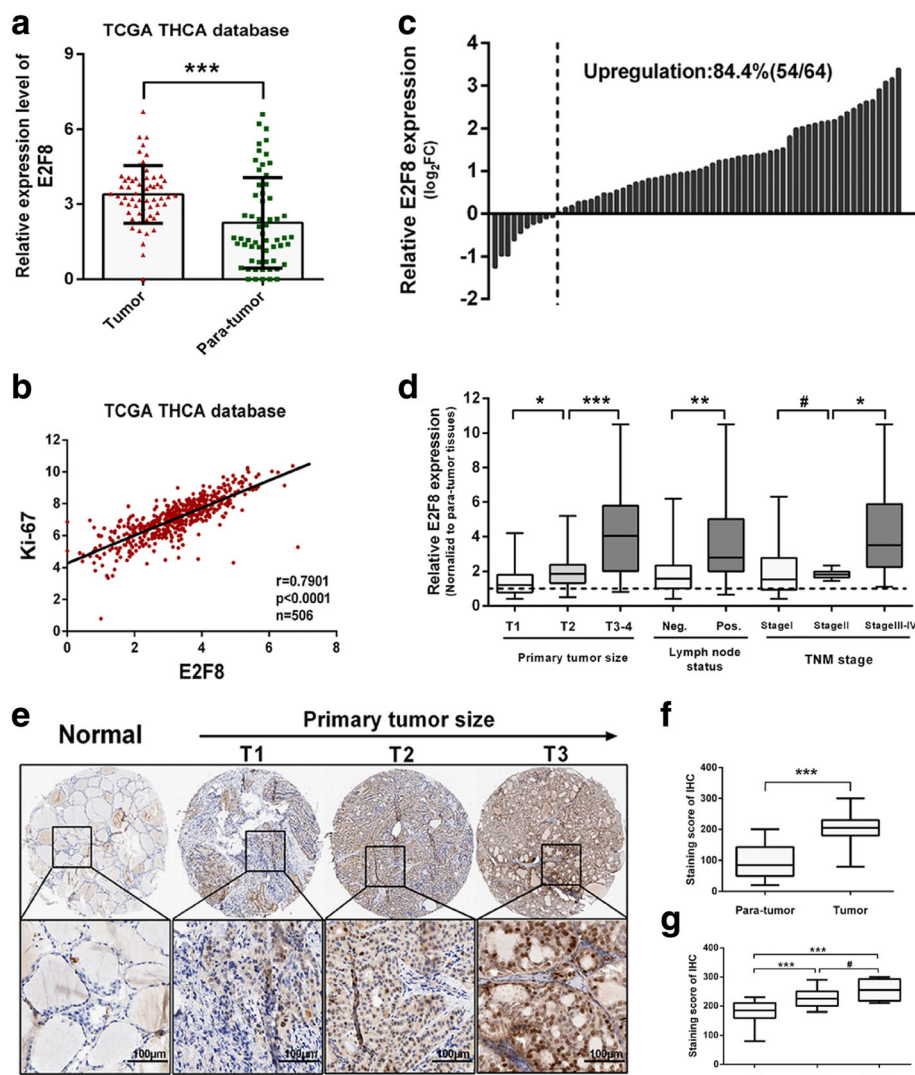 a
TCGA THCA database
Relative expression level of
E2F8
9
6
3
0
***
Tumor
Para-tumor
b
TCGA THCA database
Ki-67
12
10
8
6
4
2
0
0 2 4 6 8
E2F8
r=0.7901
p<0.0001
n=506
c
Relative E2F8 expression
(log2FC)
4
3
2
1
0
-1
-2
Upregulation:84.4%(54/64)
d
Relative E2F8 expression
(Normalizd to para-tumor tissues)
12
10
8
6
4
2
0
* *** ** # *
T1 T2 T3-4 Neg. Pos. StageI StageII StageIII-IV
Primary tumor size
Lymph node
status
TNM stage
e
Primary tumor size
Normal
T1 T2 T3
100µm 100µm 100µm 100µm
f
Staining score of IHC
400
300
200
100
0
***
Para-tumor Tumor
g
Staining score of IHC
400
300
200
100
0
***
*** #